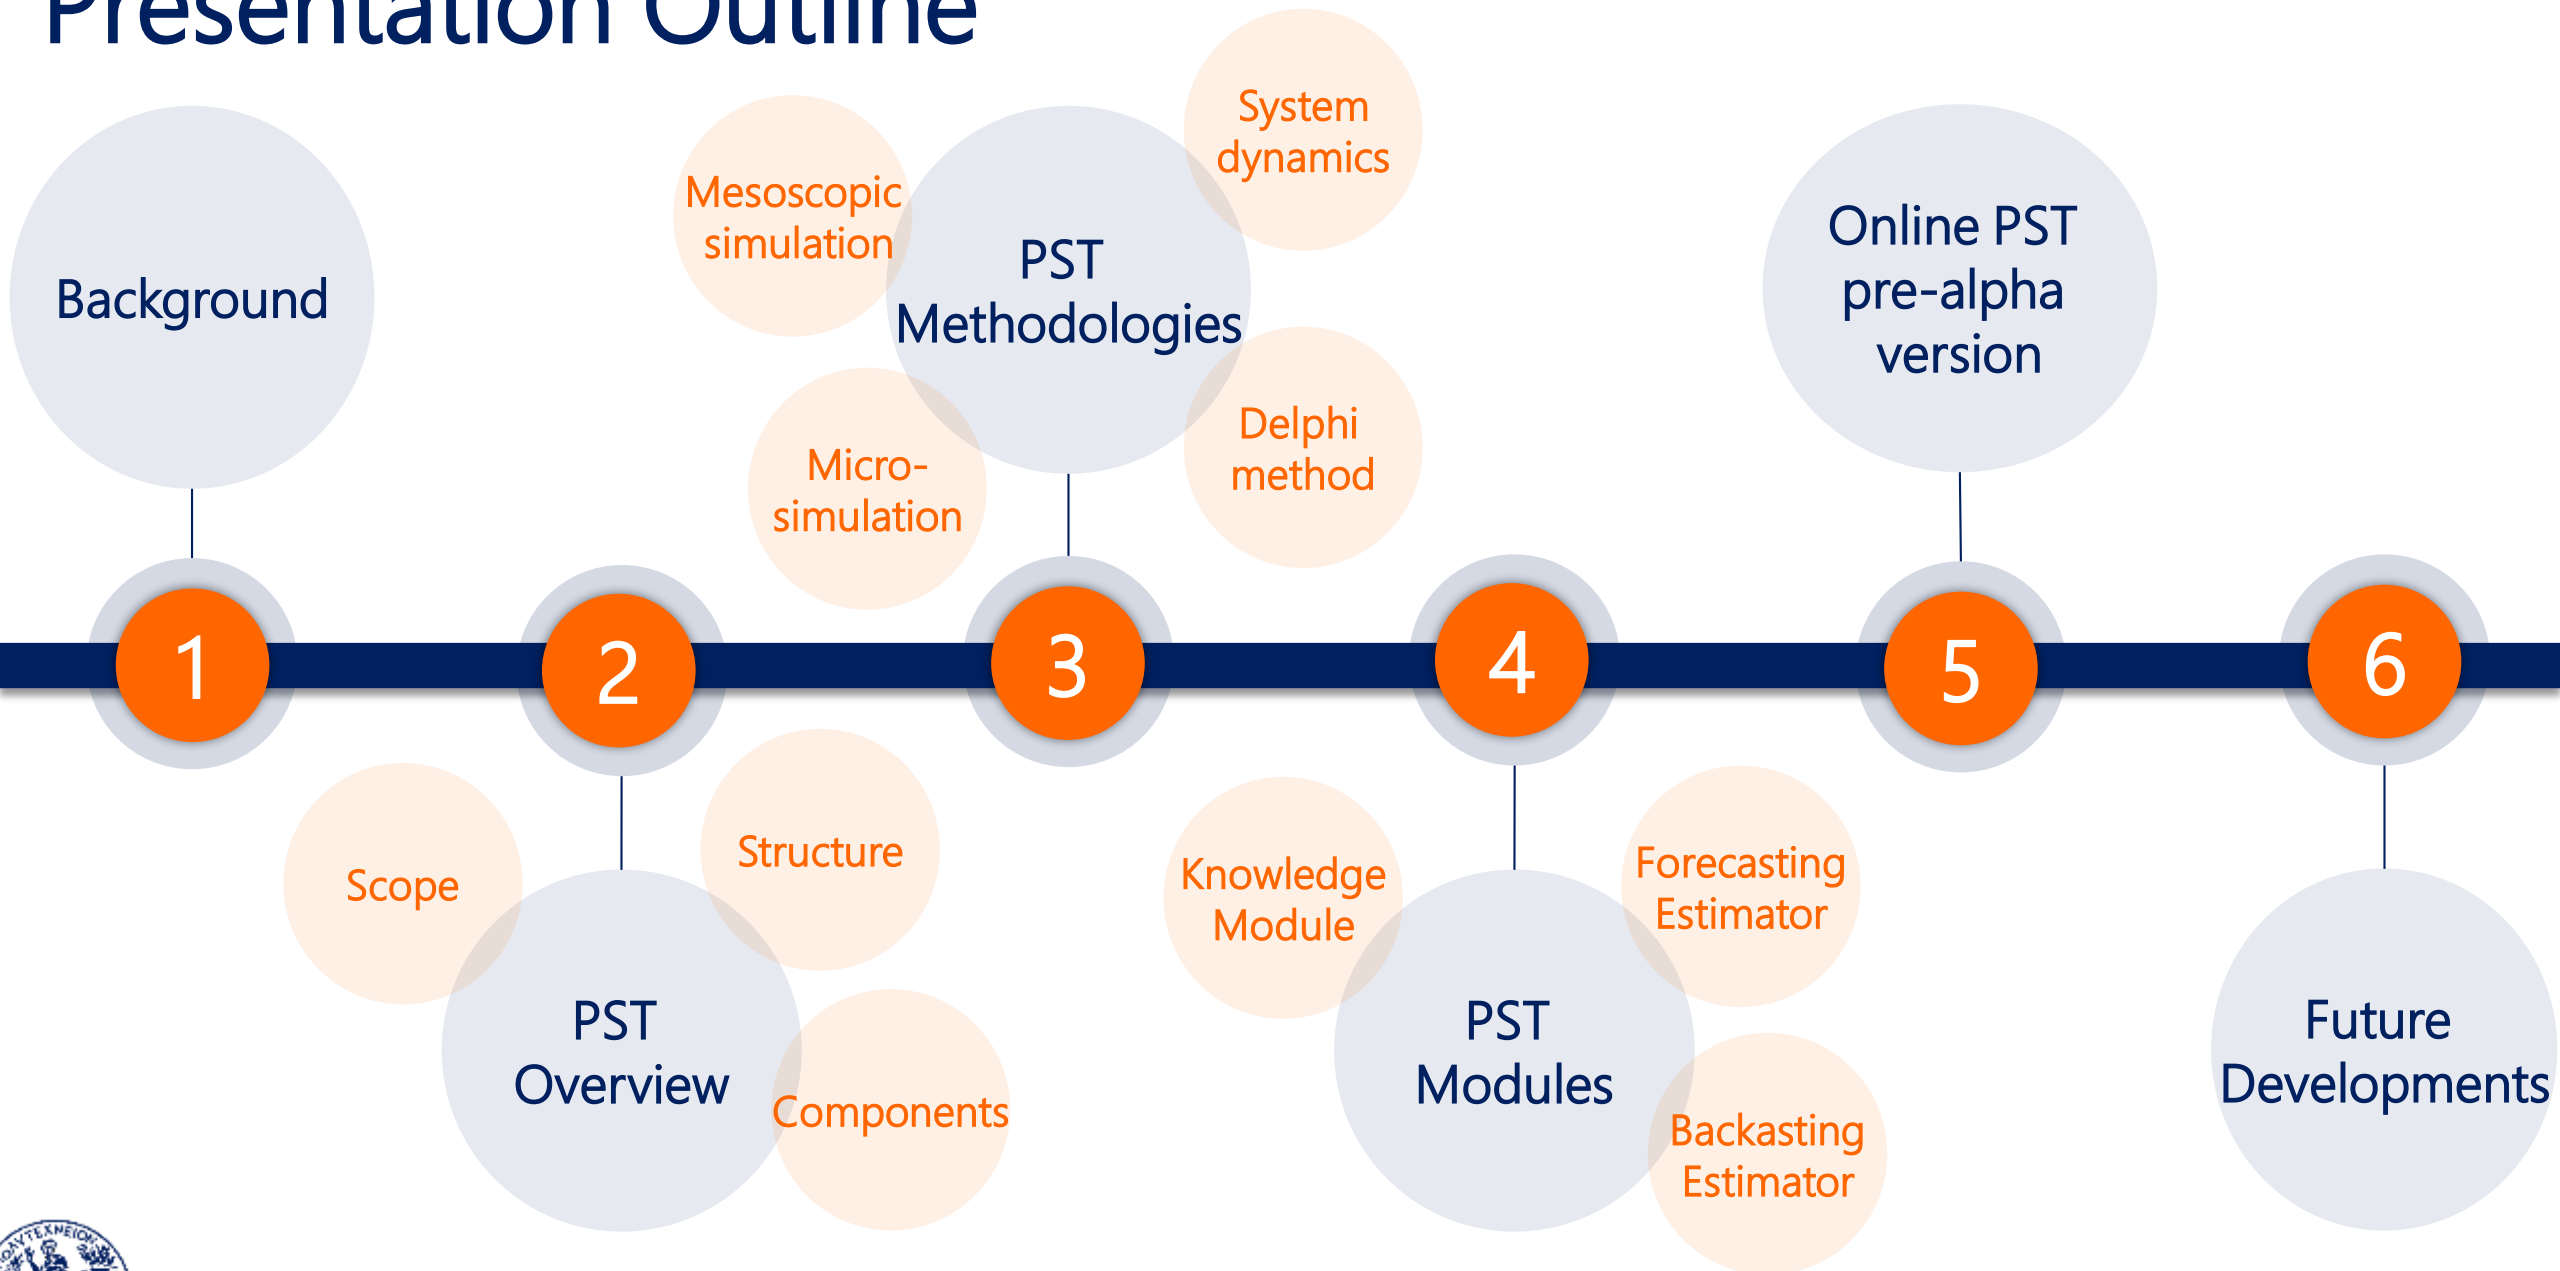 Presentation Outline
Background
Mesoscopic
simulation
System
dynamics
PST
Methodologies
Micro-
simulation
Delphi
method
Online PST
pre-alpha
version
1
2
3
4
5
6
Scope
Structure
PST
Overview
Components
Knowledge
Module
Forecasting
Estimator
PST
Modules
Backasting
Estimator
Future
Developments